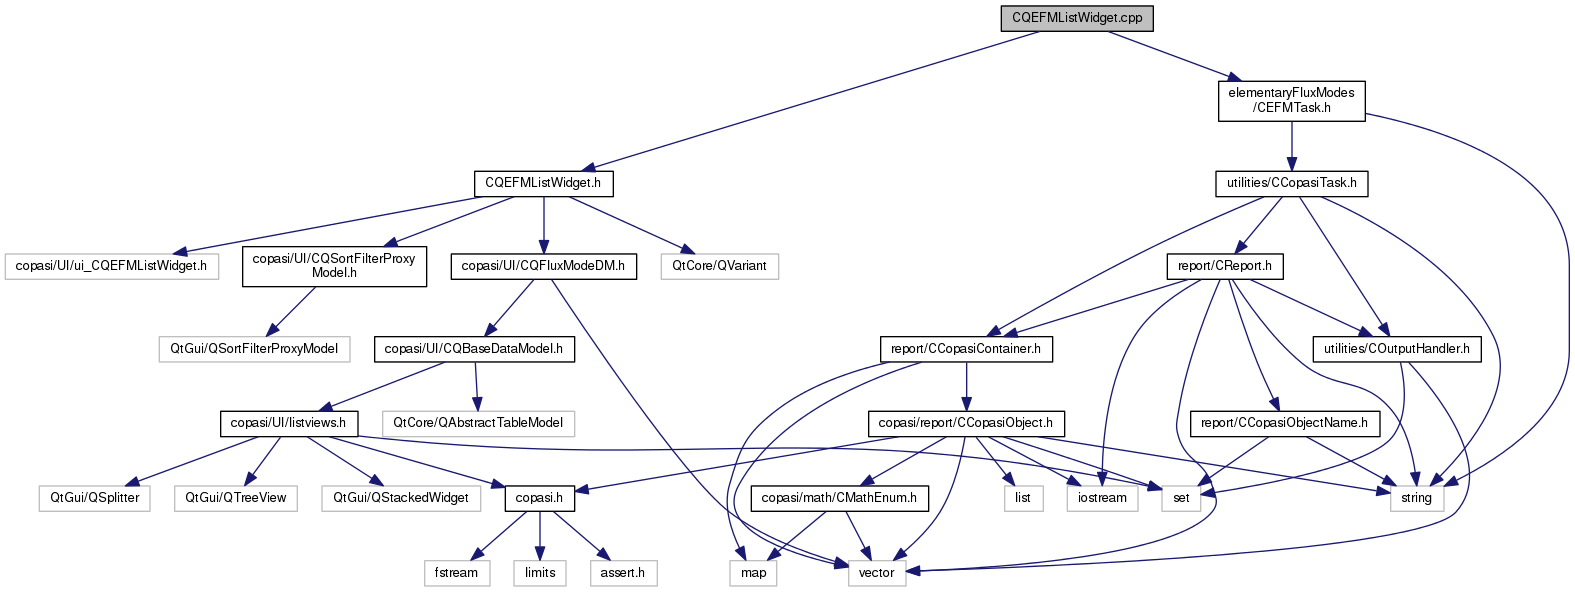 CQEFMListWidget.cpp
elementaryFluxModes
/CEFMTask.h
CQEFMListWidget.h
utilities/CCopasiTask.h
copasi/UI/ui_CQEFMListWidget.h
copasi/UI/CQSortFilterProxy
Model.h
copasi/UI/CQFluxModeDM.h
QtCore/QVariant
report/CReport.h
QtGui/QSortFilterProxyModel
copasi/UI/CQBaseDataModel.h
report/CCopasiContainer.h
utilities/COutputHandler.h
copasi/UI/listviews.h
QtCore/QAbstractTableModel
copasi/report/CCopasiObject.h
report/CCopasiObjectName.h
QtGui/QSplitter
QtGui/QTreeView
QtGui/QStackedWidget
copasi.h
copasi/math/CMathEnum.h
list
iostream
set
string
fstream
limits
assert.h
map
vector